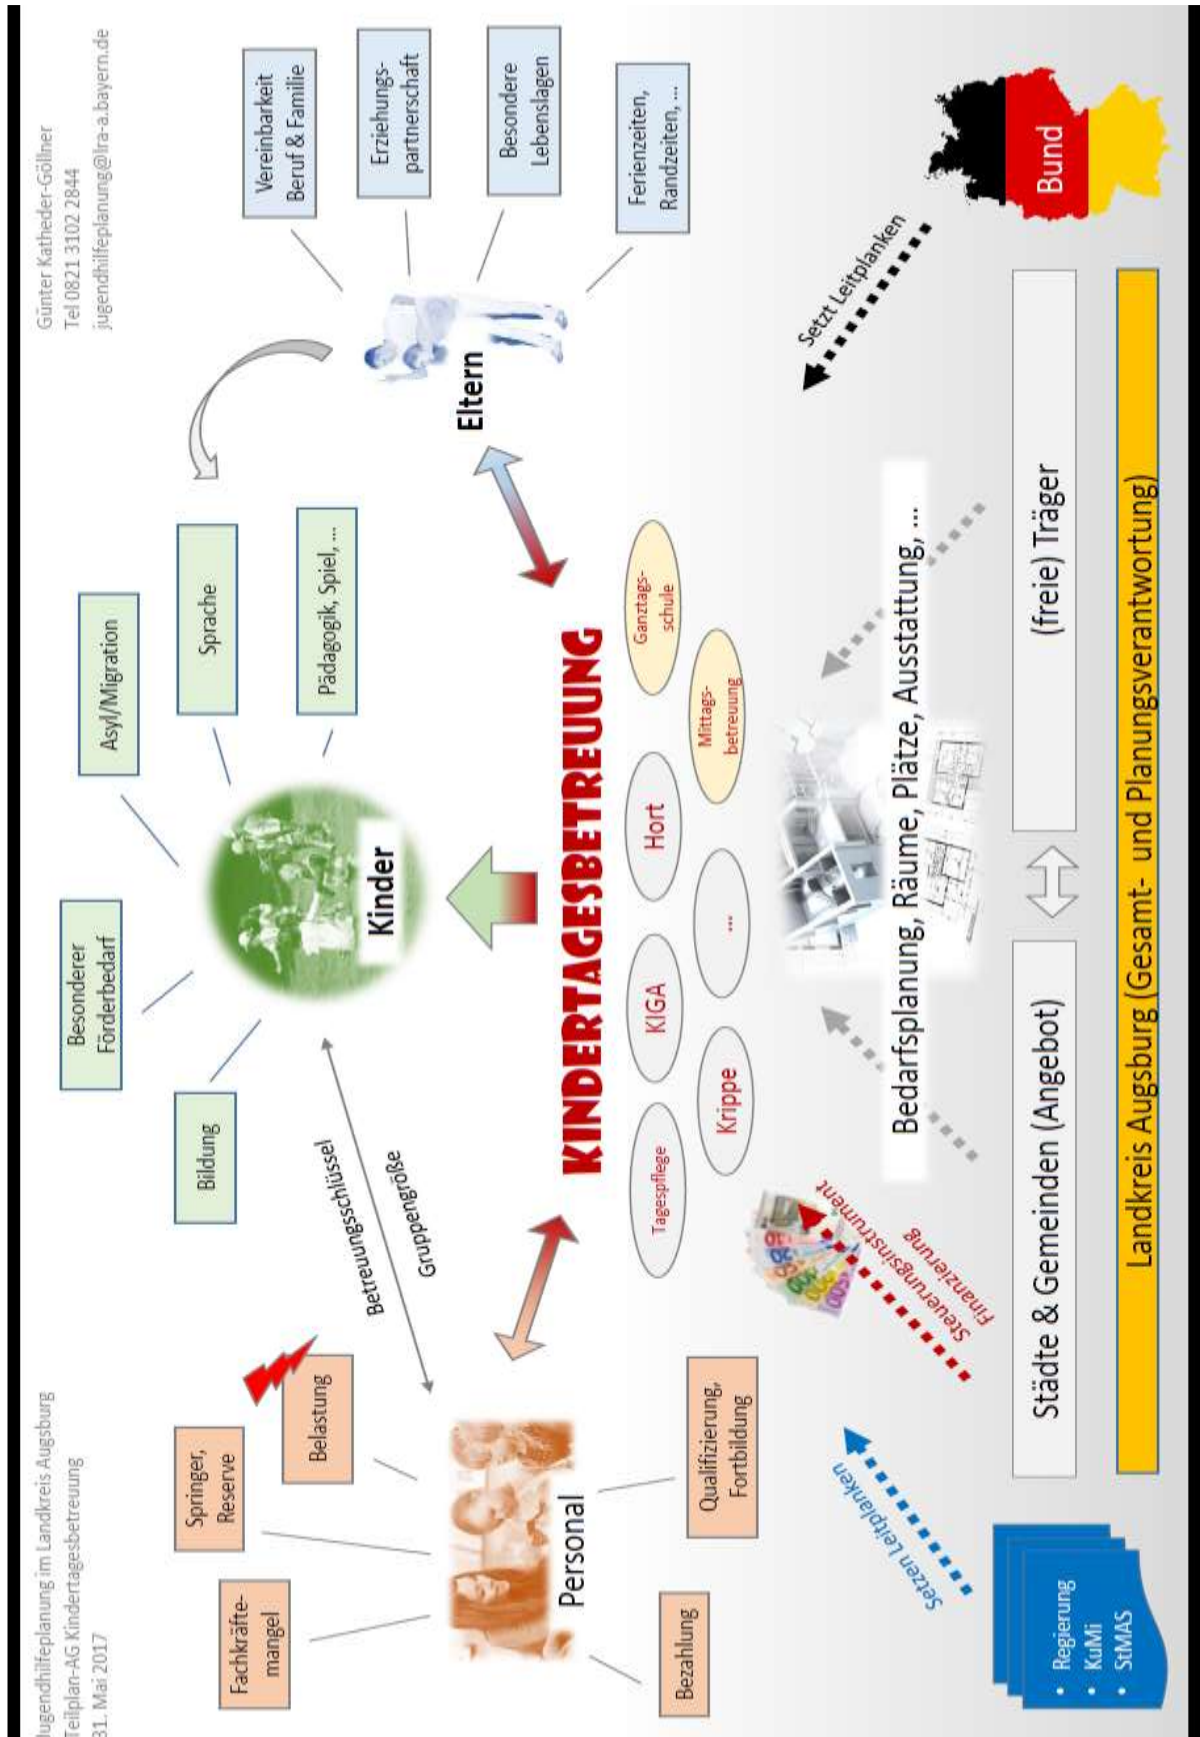 Jugendhilfeplanung im Landkreis Augsburg
Teilplan-AG Kindertagesbetreuung
31. Mai 2017
Günter Katheder-Göllner
Tel 0821 3102 2844
jugendhilfeplanung@lra-a.bayern.de
Besonderer
Förderbedarf
Asyl/Migration
Bildung
Sprache
Pädagogik, Spiel, ...
Kinder
Fachkräfte-
mangel
Springer,
Reserve
Belastung
Betreuungsschlüssel
Gruppengröße
Vereinbarkeit
Beruf & Familie
Erziehungs-
partnerschaft
Besondere
Lebenslagen
Ferienzeiten,
Randzeiten, ...
Eltern
Personal
Bezahlung
Qualifizierung,
Fortbildung
KINDERTAGESBETREUUNG
Tagespflege
KIGA
Hort
Ganztags-
schule
Krippe
...
Mittags-
betreuung
Setzen Leitplanken
Steuerungsinstrument
Finanzierung
Setzt Leitplanken
Bedarfsplanung, Räume, Plätze, Ausstattung, ...
• Regierung
• KuMi
• StMAS
Städte & Gemeinden (Angebot)
(freie) Träger
Bund
Landkreis Augsburg (Gesamt- und Planungsverantwortung)